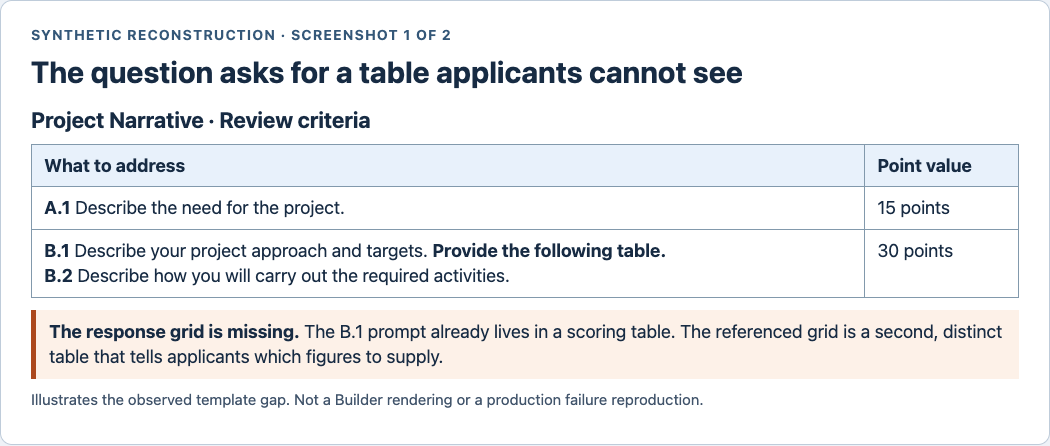 SYNTHETIC RECONSTRUCTION · SCREENSHOT 1 OF 2
The question asks for a table applicants cannot see
Project Narrative · Review criteria
What to address
Point value
A.1 Describe the need for the project.
15 points
B.1 Describe your project approach and targets. Provide the following table.
30 points
B.2 Describe how you will carry out the required activities.
The response grid is missing. The B.1 prompt already lives in a scoring table. The referenced grid is a second, distinct
table that tells applicants which figures to supply.
Illustrates the observed template gap. Not a Builder rendering or a production failure reproduction.